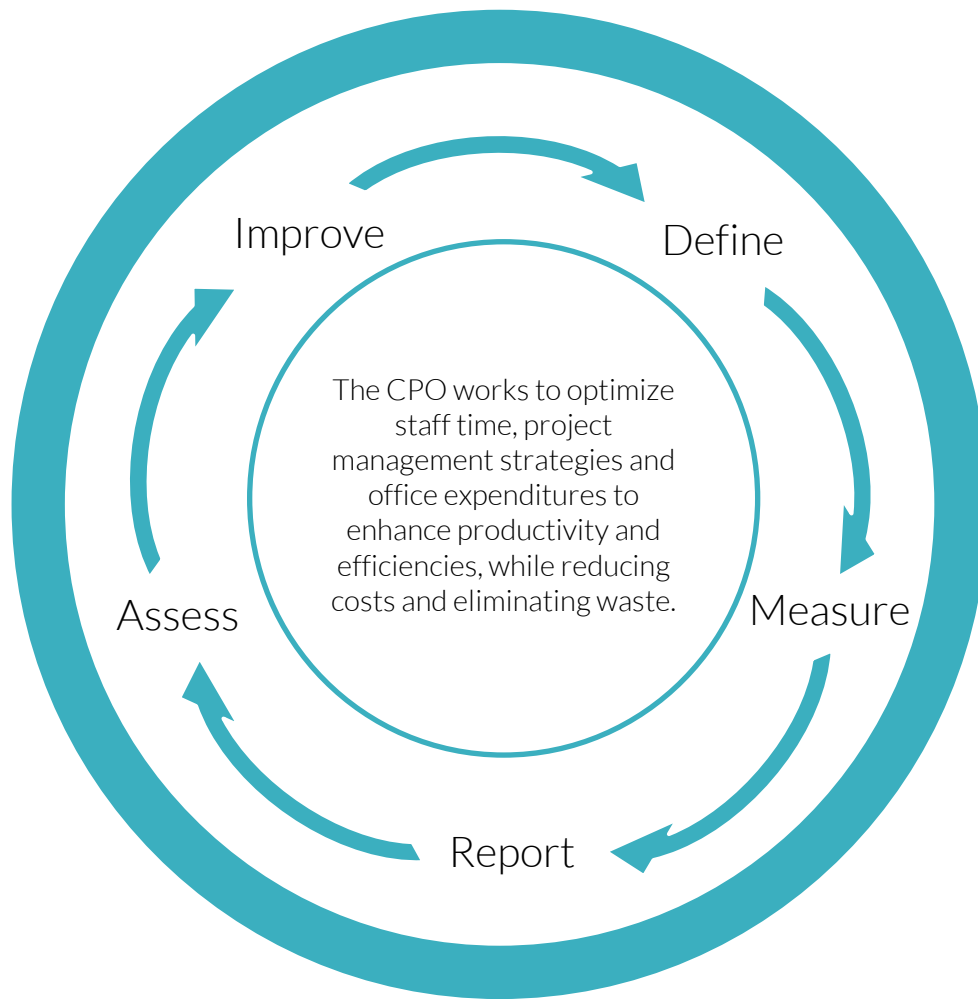 Improve
Define
The CPO works to optimize
staff time, project
management strategies and
office expenditures to
enhance productivity and
efficiencies, while reducing
costs and eliminating waste.
Assess
Measure
Report